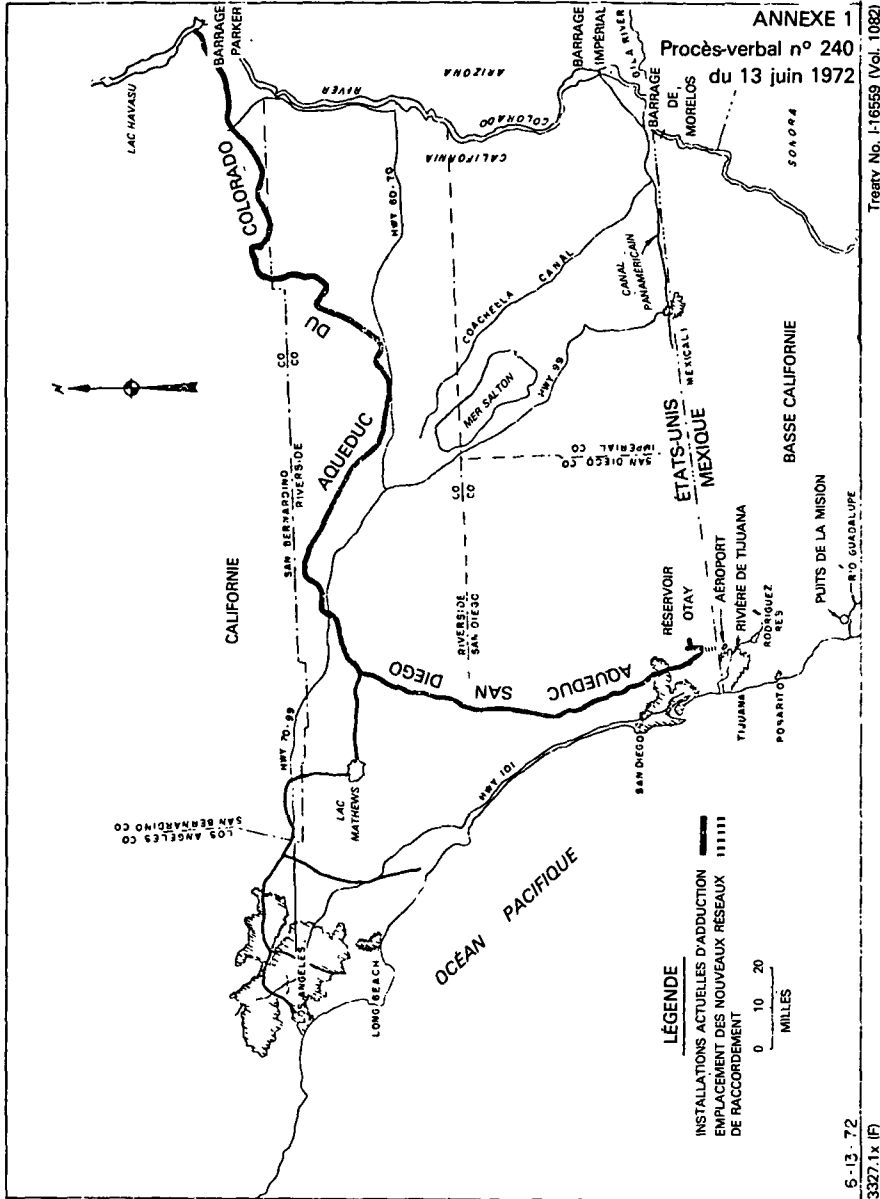 ANNEXE 1
Procès-verbal nº 240
du 13 juin 1972
Treaty No. I-16559 (Vol. 1082)
LAC HAVASU
BARRAGE
PARKER
COLORADO
DU
AQUEDUC
RIVER
ARIZONA
COLORADO
CALIFORNIA
BARRAGE
IMPÉRIAL
GILA RIVER
BARRAGE
DE
MORELOS
SONORA
HWY 60-70
CO
CO
COACHELLA CANAL
CANAL
PANAMÉRICAIN
MER SALTON
HWY 99
MEXICALI
SAN BERNARDINO
RIVERSIDE
CALIFORNIE
N
SAN DIEGO CO
IMPERIAL CO
CO
CO
RIVERSIDE
SAN DIEGO
ÉTATS-UNIS
MEXIQUE
BASSE CALIFORNIE
AQUEDUC SAN DIEGO
RÉSERVOIR
OTAY
AÉROPORT
RIVIÈRE DE TIJUANA
RODRIGUEZ
RES
PUITS DE LA MISIÓN
RIO GUADALUPE
SAN DIEGO
TIJUANA
ROSARITO
HWY 70-99
LAC
MATHEWS
HWY 101
LOS ANGELES CO
SAN BERNARDINO CO
LOS ANGELES
LONG BEACH
OCÉAN PACIFIQUE
LÉGENDE
INSTALLATIONS ACTUELLES D'ADDUCTION
EMPLACEMENT DES NOUVEAUX RÉSEAUX
DE RACCORDEMENT
0 10 20
MILLES
6-13-72
3327.1x (F)